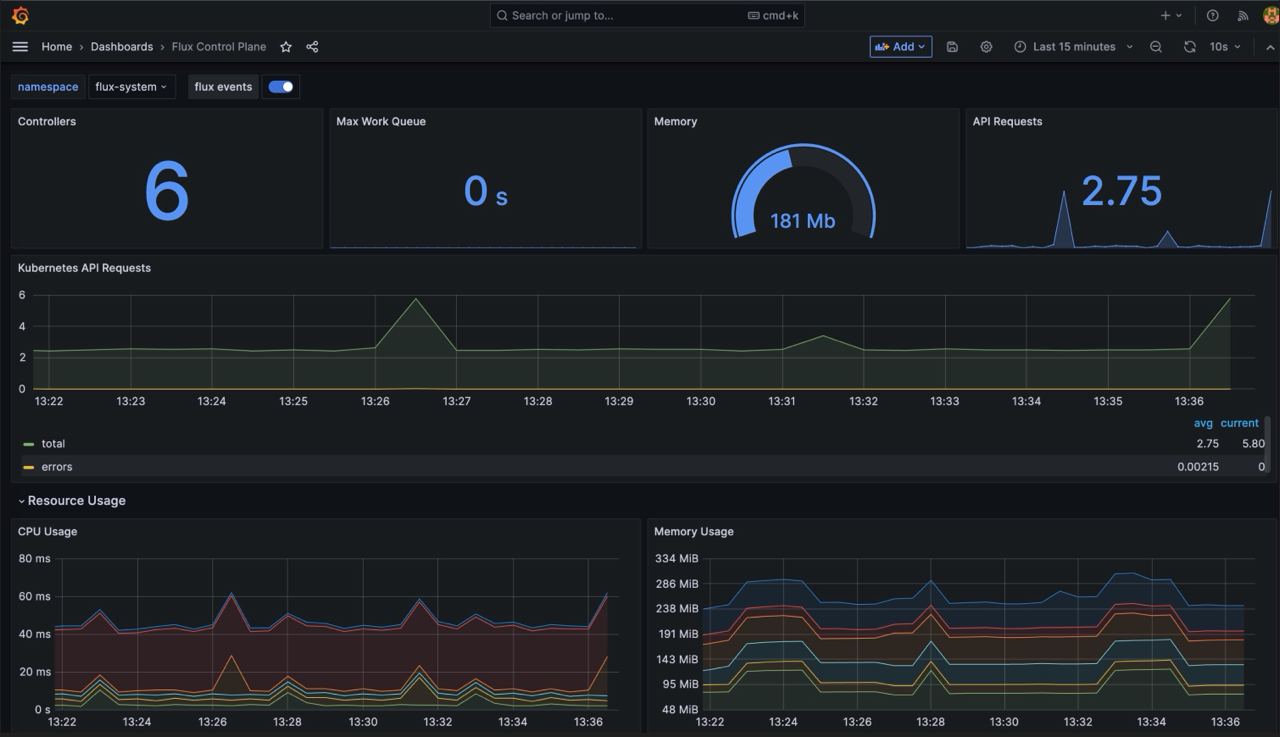 Search or jump to... cmd+k
Home › Dashboards › Flux Control Plane Add Last 15 minutes 10s
namespace flux-system flux events
Controllers
6
Max Work Queue
0 s
Memory
181 Mb
API Requests
2.75
Kubernetes API Requests
6
4
2
0
13:22 13:23 13:24 13:25 13:26 13:27 13:28 13:29 13:30 13:31 13:32 13:33 13:34 13:35 13:36
avg current
total 2.75 5.80
errors 0.00215 0
Resource Usage
CPU Usage
80 ms
60 ms
40 ms
20 ms
0 s
13:22 13:24 13:26 13:28 13:30 13:32 13:34 13:36
Memory Usage
334 MiB
286 MiB
238 MiB
191 MiB
143 MiB
95 MiB
48 MiB
13:22 13:24 13:26 13:28 13:30 13:32 13:34 13:36